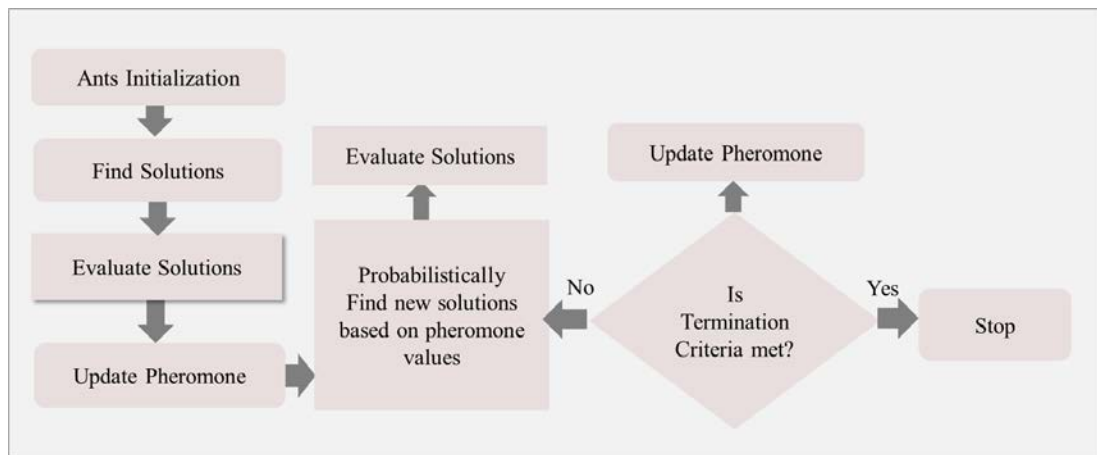 Ants Initialization
Find Solutions
Evaluate Solutions
Update Pheromone
Evaluate Solutions
Probabilistically
Find new solutions
based on pheromone
values
Update Pheromone
No
Is
Termination
Criteria met?
Yes
Stop